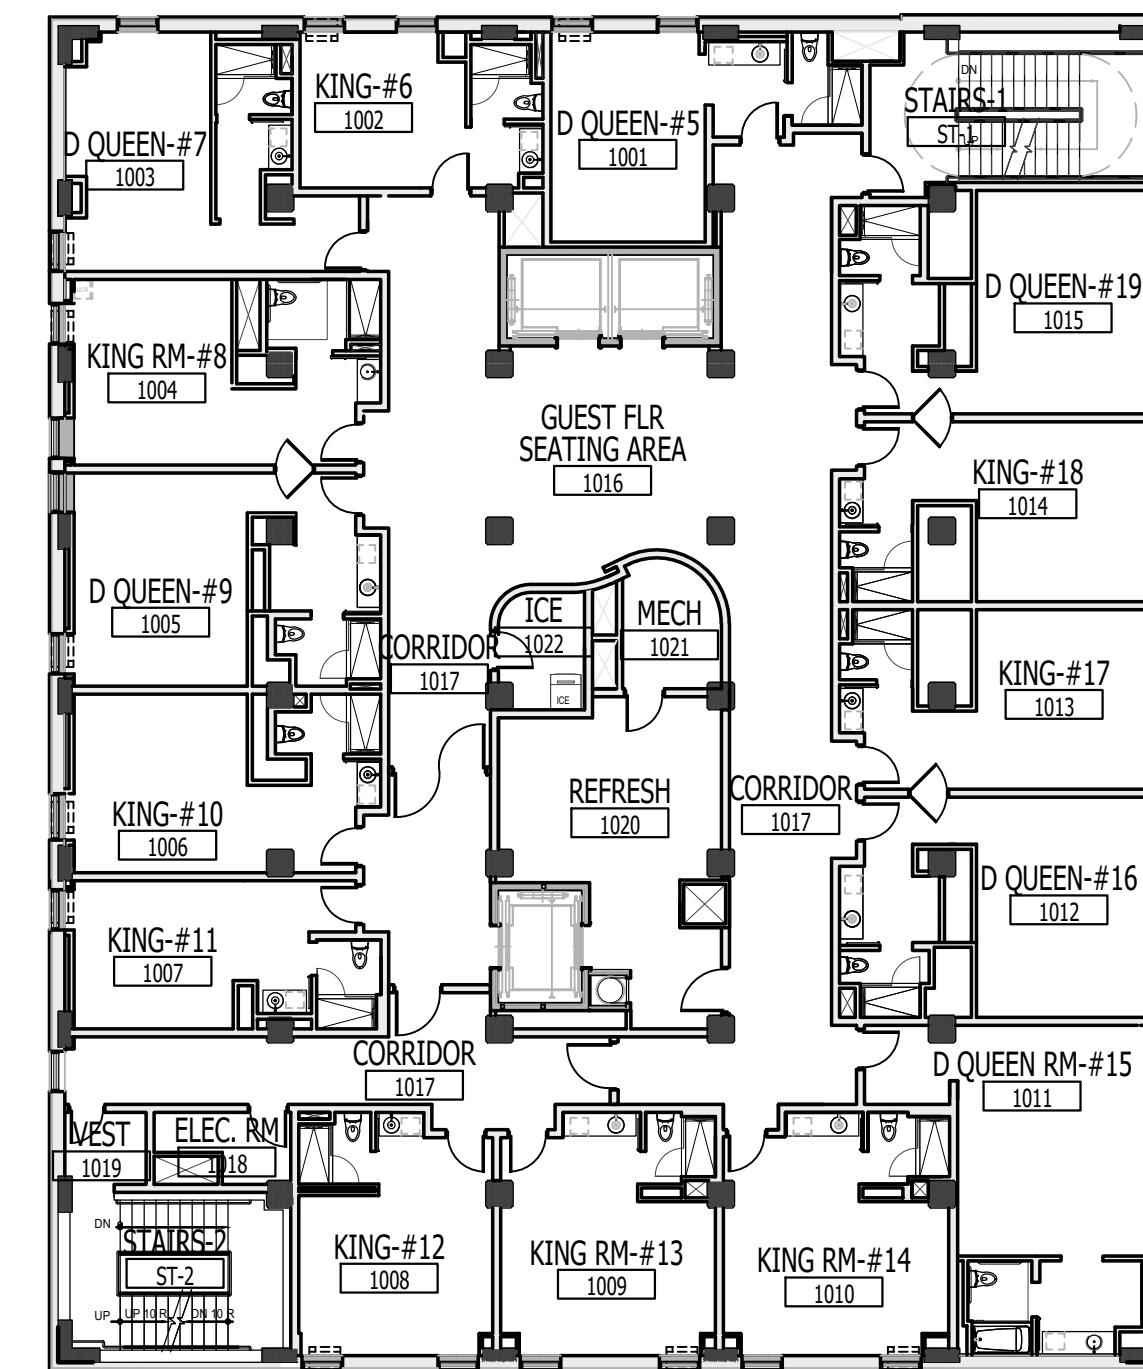 KING-#6
1002
D QUEEN-#7
1003
D QUEEN-#5
1001
DN
STAIRS-1
ST-1
UP
D QUEEN-#19
1015
KING RM-#8
1004
GUEST FLR
SEATING AREA
1016
KING-#18
1014
D QUEEN-#9
1005
ICE
1022
MECH
1021
CORRIDOR
1017
ICE
KING-#17
1013
KING-#10
1006
REFRESH
1020
CORRIDOR
1017
D QUEEN-#16
1012
KING-#11
1007
CORRIDOR
1017
D QUEEN RM-#15
1011
VEST
1019
ELEC. RM
1018
DN
STAIRS-2
ST-2
UP
UP 10 R
DN 10 R
KING-#12
1008
KING RM-#13
1009
KING RM-#14
1010